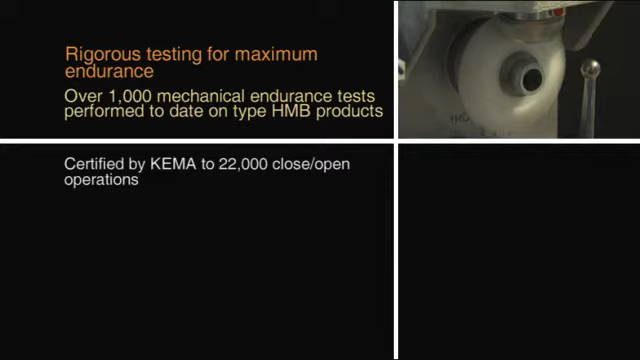 Rigorous testing for maximum
endurance
Over 1,000 mechanical endurance tests
performed to date on type HMB products
Certified by KEMA to 22,000 close/open
operations